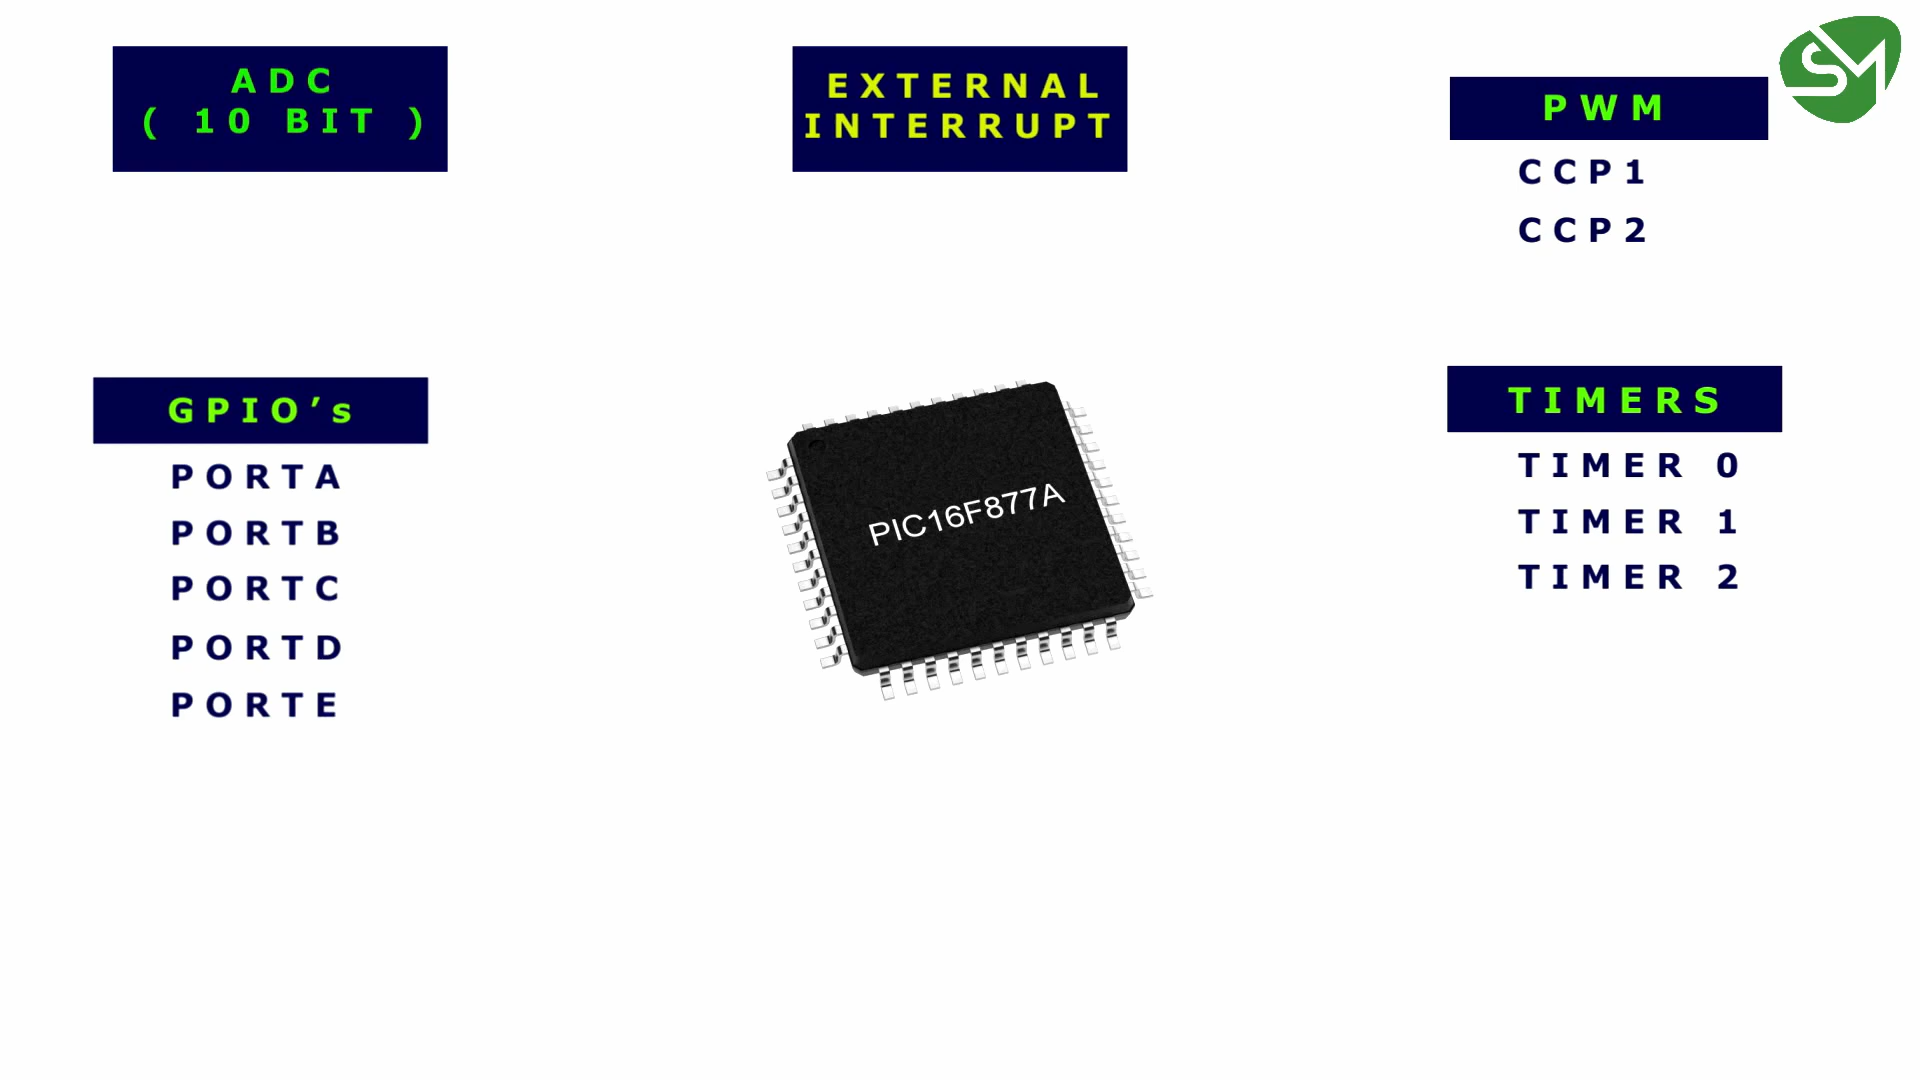 ADC
( 10 BIT )
EXTERNAL
INTERRUPT
PWM
CCP1
CCP2
SM
GPIO’s
PORTA
PORTB
PORTC
PORTD
PORTE
PIC16F877A
TIMERS
TIMER 0
TIMER 1
TIMER 2